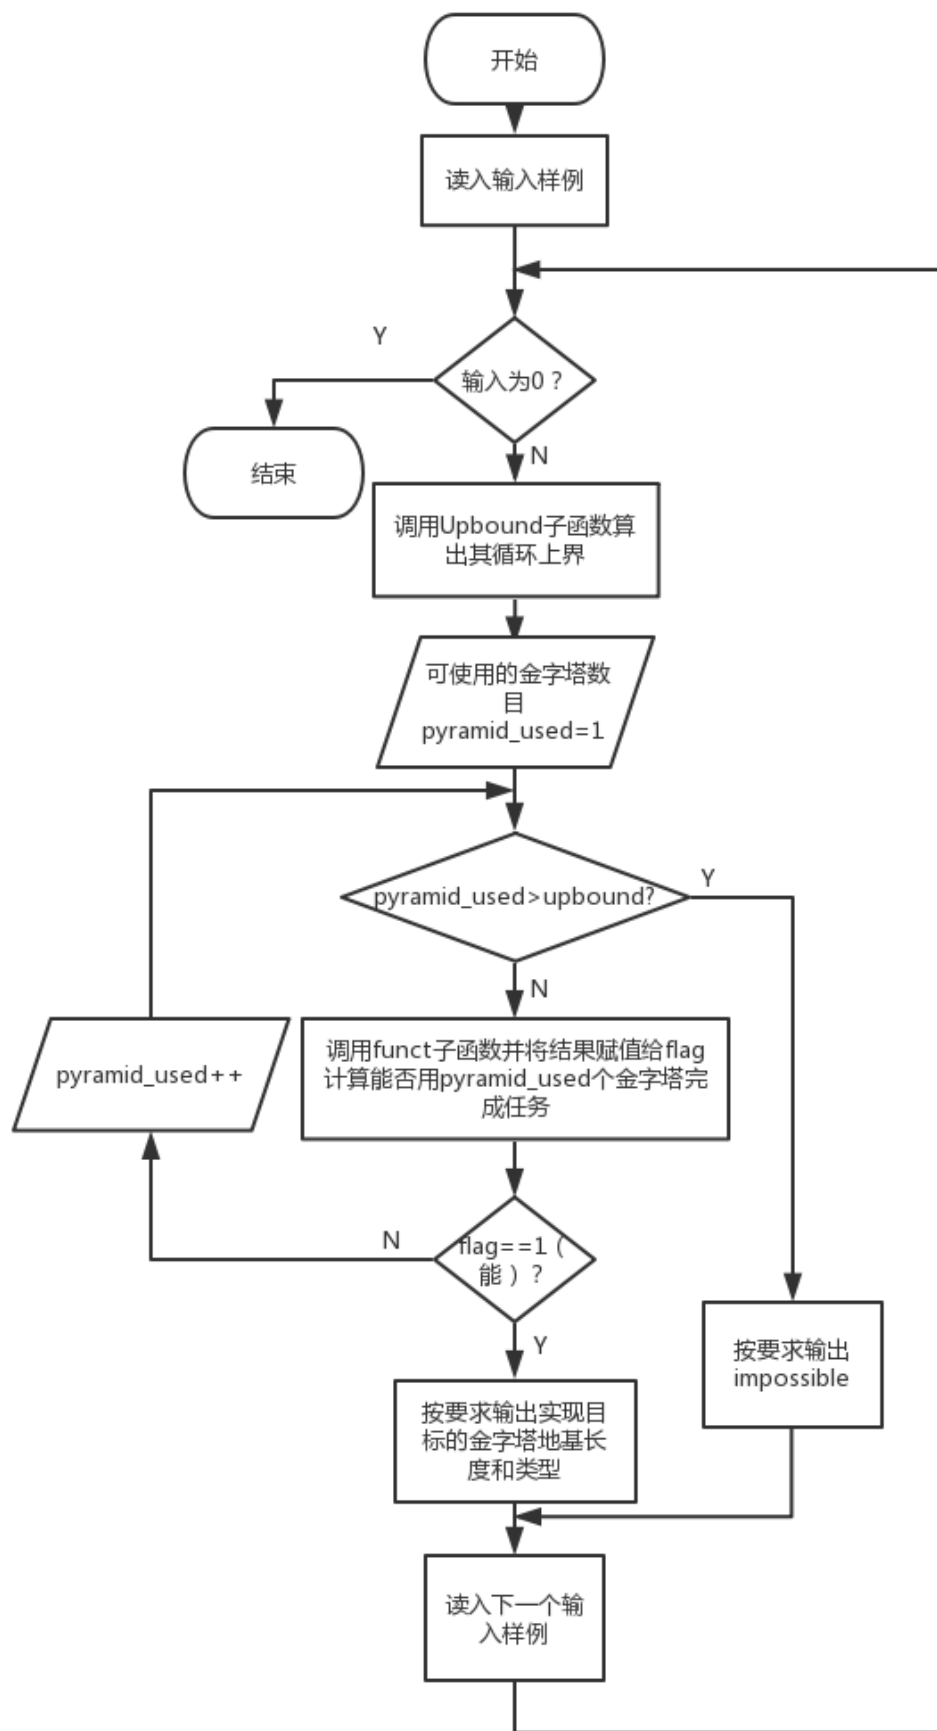 开始
读入输入样例
Y
输入为0？
N
结束
调用Upbound子函数算
出其循环上界
可使用的金字塔数
目
pyramid_used=1
pyramid_used>upbound?
Y
N
调用funct子函数并将结果赋值给flag
计算能否用pyramid_used个金字塔完
成任务
pyramid_used++
N
flag==1（
能）？
Y
按要求输出
impossible
按要求输出实现目
标的金字塔地基长
度和类型
读入下一个输
入样例